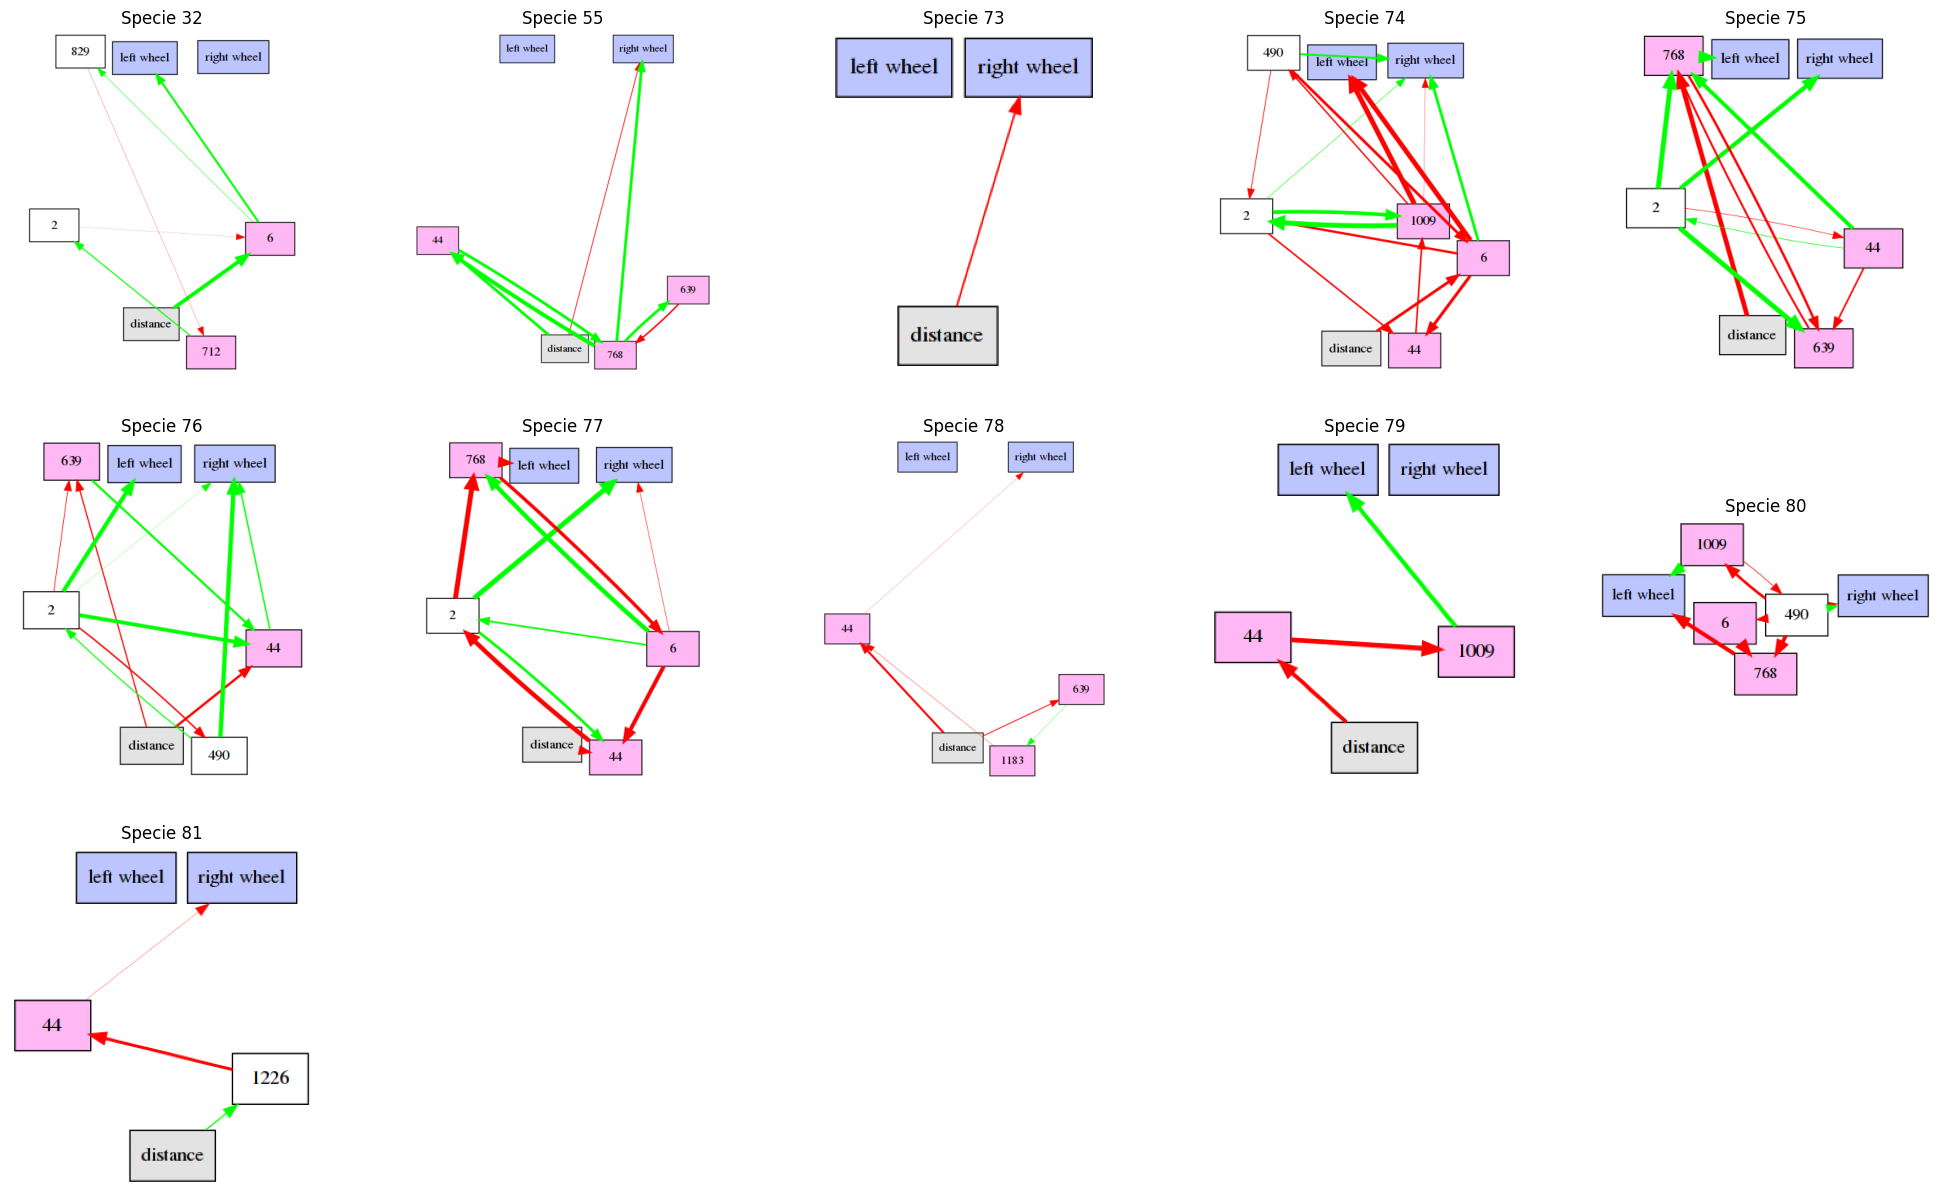 Specie 32
829
left wheel
right wheel
2
6
distance
712
Specie 55
left wheel
right wheel
44
639
distance
768
Specie 73
left wheel
right wheel
distance
Specie 74
490
left wheel
right wheel
2
1009
6
distance
44
Specie 75
768
left wheel
right wheel
2
44
distance
639
Specie 76
639
left wheel
right wheel
2
44
distance
490
Specie 77
768
left wheel
right wheel
2
6
distance
44
Specie 78
left wheel
right wheel
44
639
distance
1183
Specie 79
left wheel
right wheel
44
1009
distance
Specie 80
1009
left wheel
right wheel
6
490
768
Specie 81
left wheel
right wheel
44
1226
distance